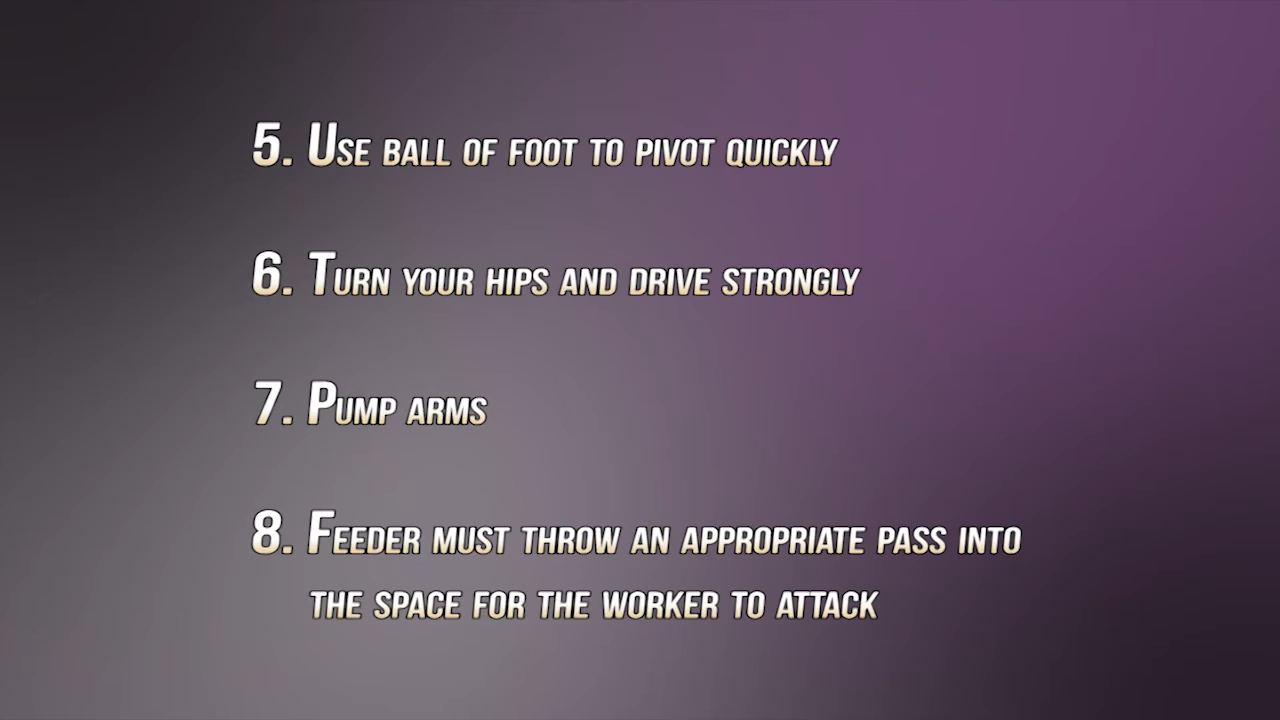 5. Use ball of foot to pivot quickly
6. Turn your hips and drive strongly
7. Pump arms
8. Feeder must throw an appropriate pass into
the space for the worker to attack